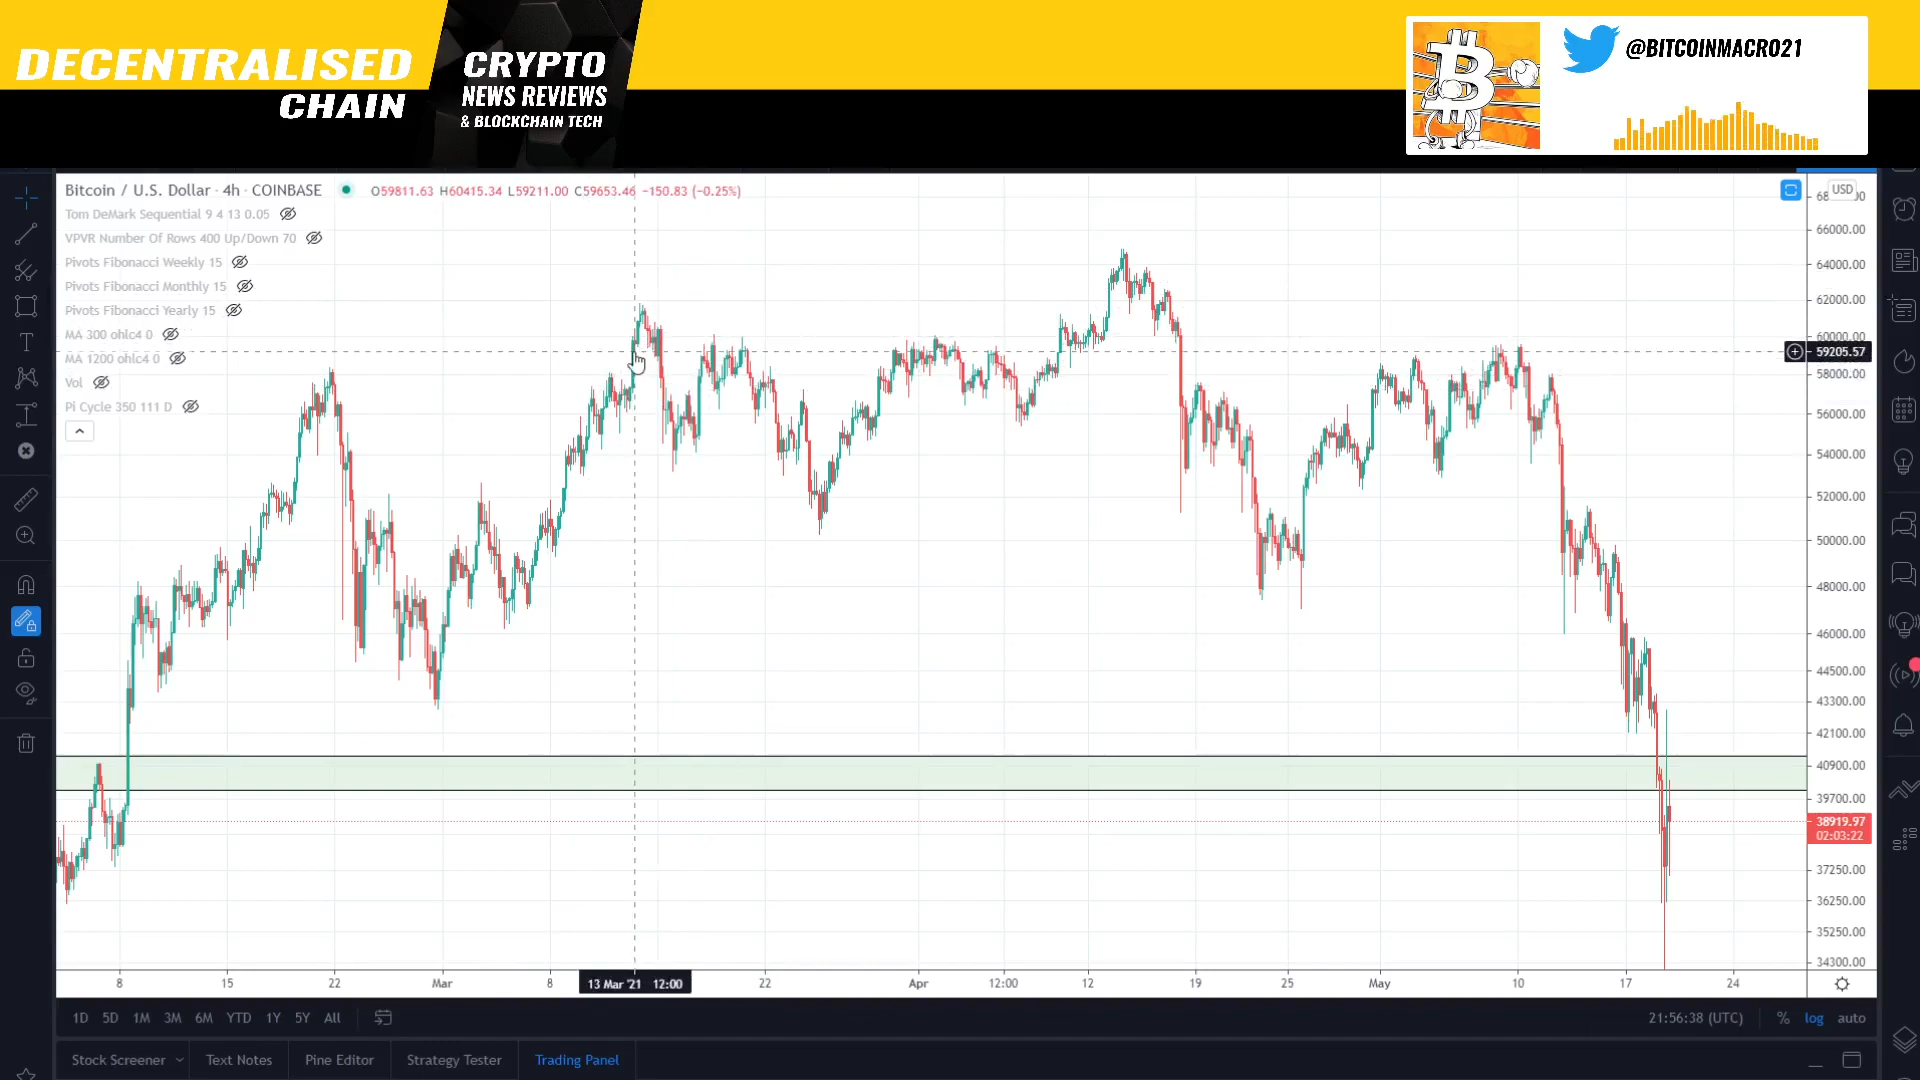 DECENTRALISED
CHAIN
CRYPTO
NEWS REVIEWS
& BLOCKCHAIN TECH
@BITCOINMACRO21
Bitcoin / U.S. Dollar · 4h · COINBASE
O59811.63 H60415.34 L59211.00 C59653.46 −150.83 (−0.25%)
Tom DeMark Sequential 9 4 13 0.05
VPVR Number Of Rows 400 Up/Down 70
Pivots Fibonacci Weekly 15
Pivots Fibonacci Monthly 15
Pivots Fibonacci Yearly 15
MA 300 ohlc4 0
MA 1200 ohlc4 0
Vol
Pi Cycle 350 111 D
USD
66000.00
64000.00
62000.00
60000.00
59205.57
58000.00
56000.00
54000.00
52000.00
50000.00
48000.00
46000.00
44500.00
43300.00
42100.00
40900.00
39700.00
38919.97
02:03:22
37250.00
36250.00
35250.00
34300.00
8 15 22 Mar 8 13 Mar '21 12:00 22 Apr 12:00 12 19 25 May 10 17 24
1D 5D 1M 3M 6M YTD 1Y 5Y All
21:56:38 (UTC) % log auto
Stock Screener Text Notes Pine Editor Strategy Tester Trading Panel